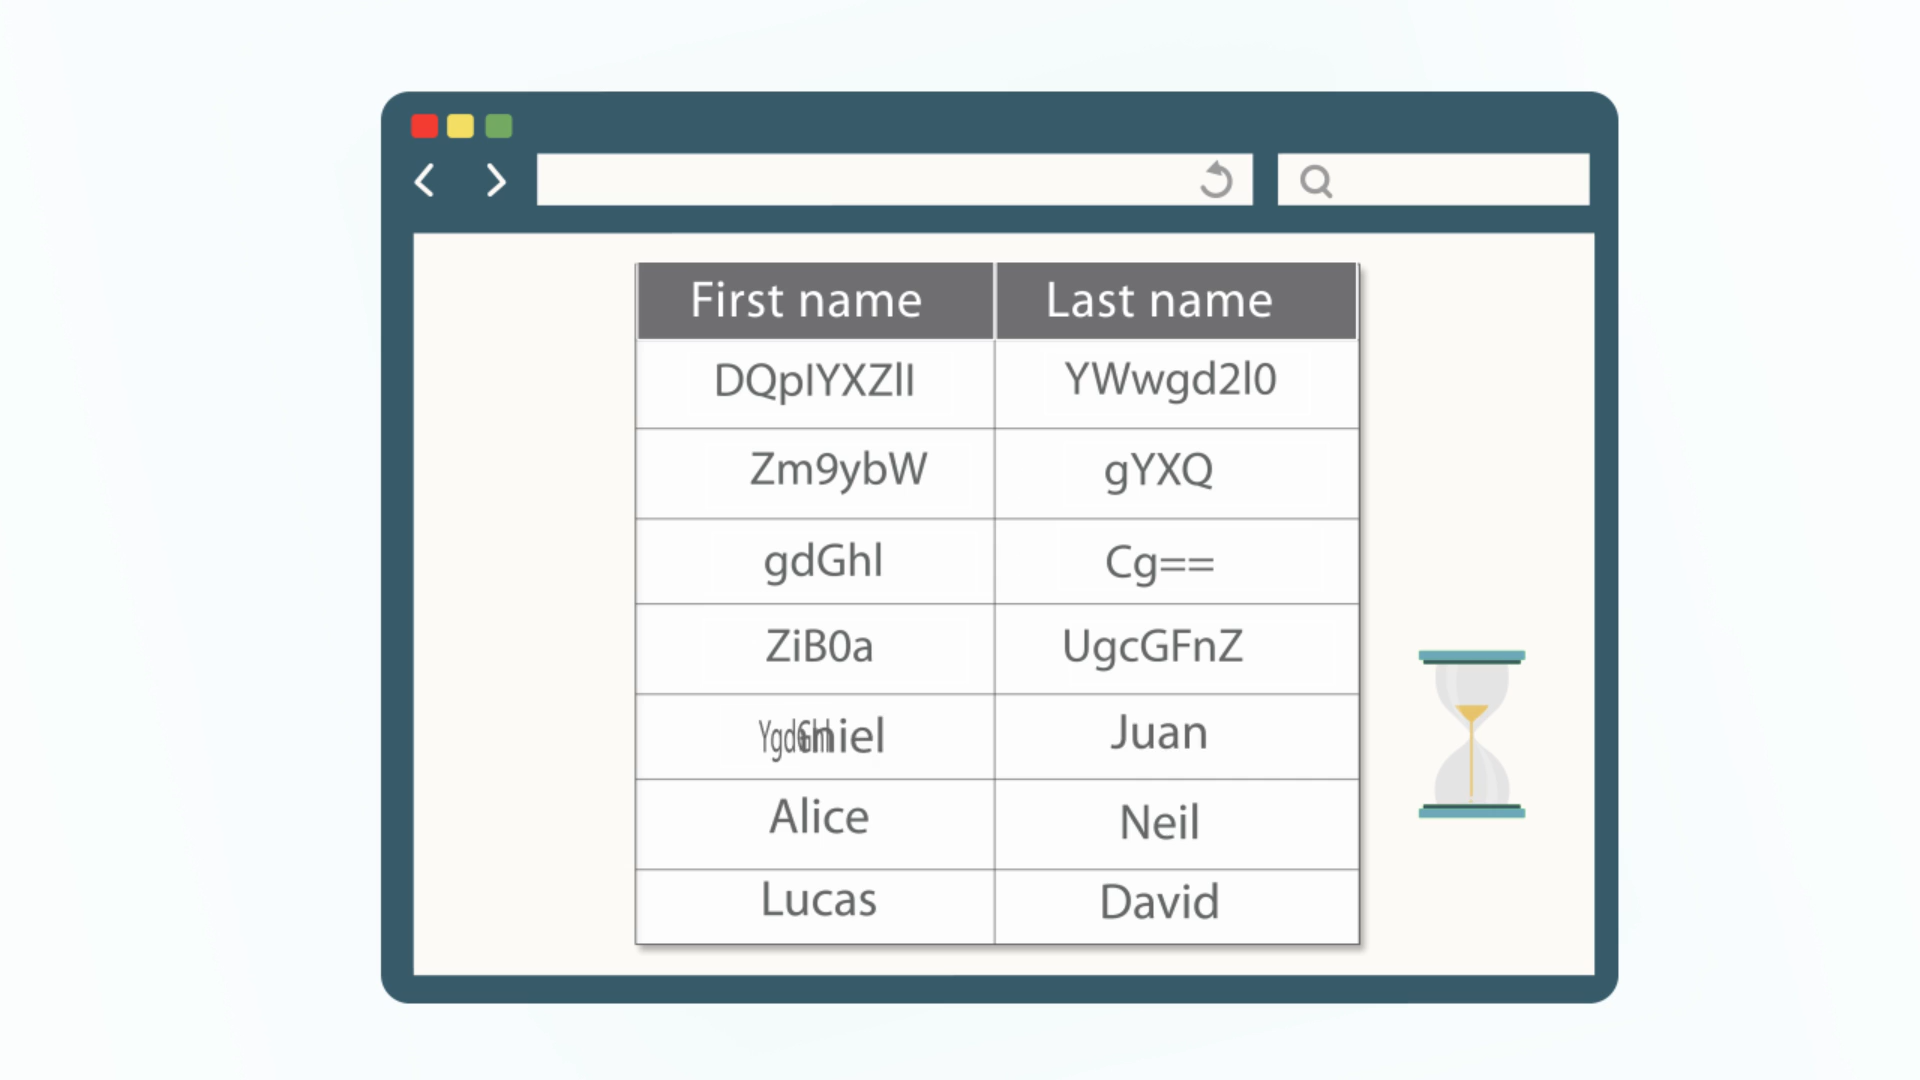 First name Last name
DQpIYXZlI YWwgd2l0
Zm9ybW gYXQ
gdGhl Cg==
ZiB0a UgcGFnZ
Juan
Alice Neil
Lucas David